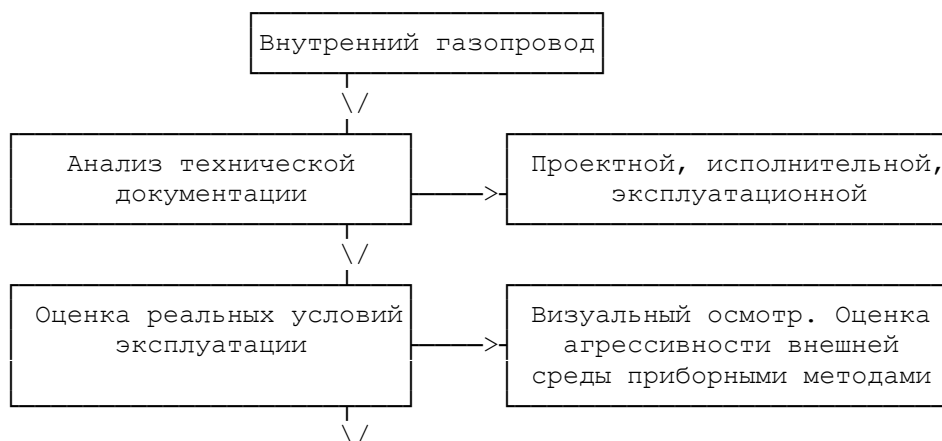 Внутренний газопровод
Анализ технической
документации
Проектной, исполнительной,
эксплуатационной
Оценка реальных условий
эксплуатации
Визуальный осмотр. Оценка
агрессивности внешней
среды приборными методами